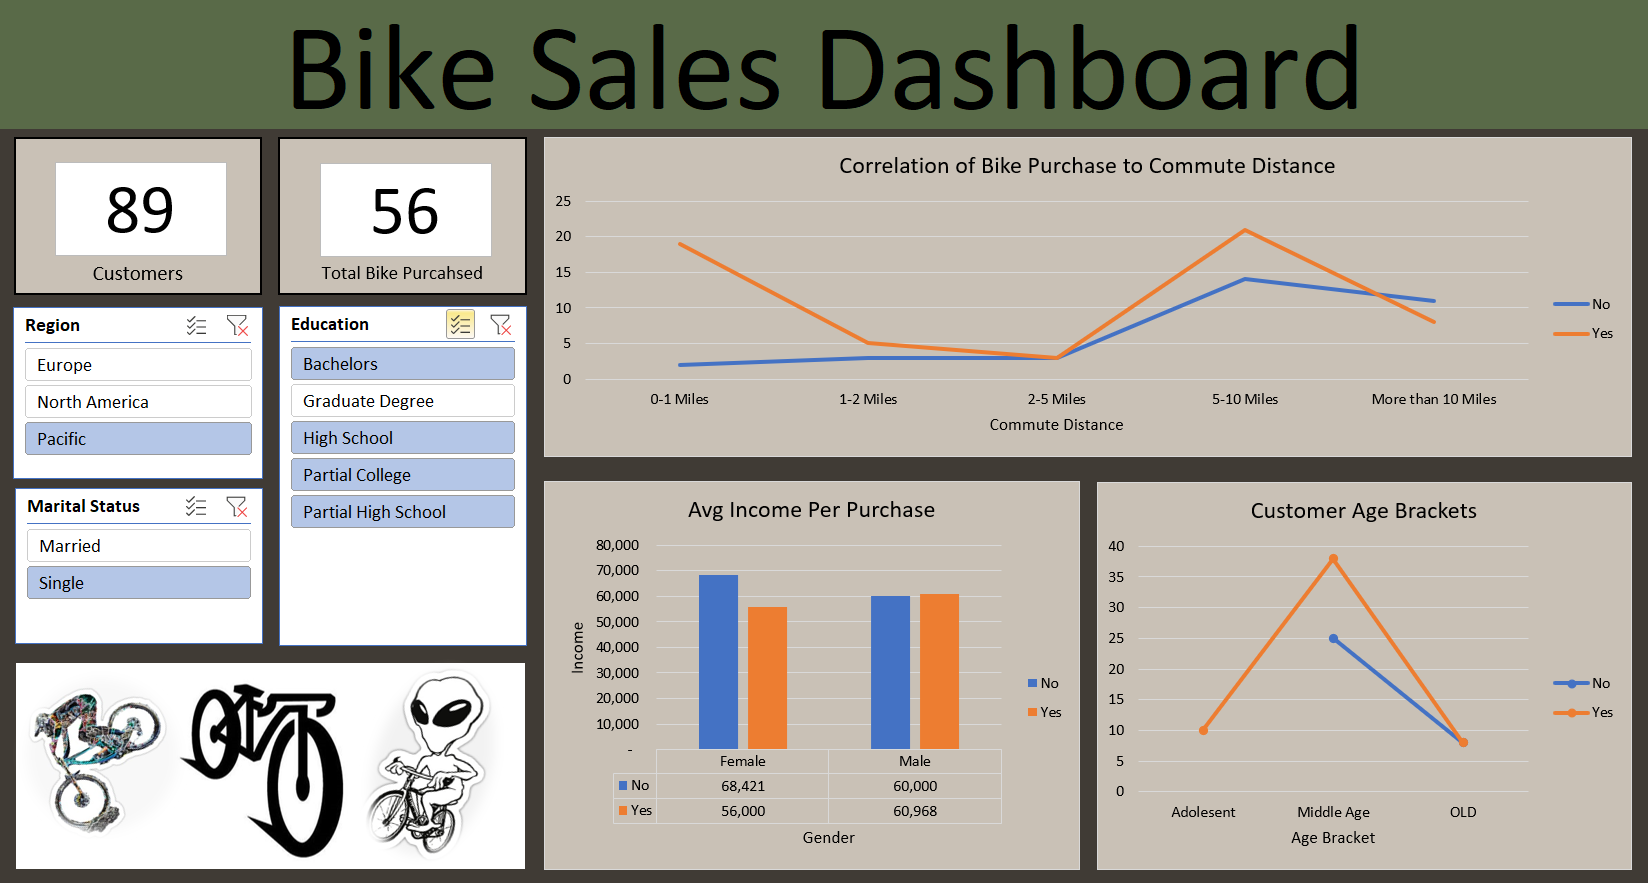 Bike Sales Dashboard
89
Customers
56
Total Bike Purcahsed
Region
Europe
North America
Pacific
Marital Status
Married
Single
Education
Bachelors
Graduate Degree
High School
Partial College
Partial High School
Correlation of Bike Purchase to Commute Distance
25
20
15
10
5
0
0-1 Miles 1-2 Miles 2-5 Miles 5-10 Miles More than 10 Miles
Commute Distance
No
Yes
Avg Income Per Purchase
Income
80,000
70,000
60,000
50,000
40,000
30,000
20,000
10,000
-
Female Male
No 68,421 60,000
Yes 56,000 60,968
Gender
No
Yes
Customer Age Brackets
40
35
30
25
20
15
10
5
0
Adolesent Middle Age OLD
Age Bracket
No
Yes